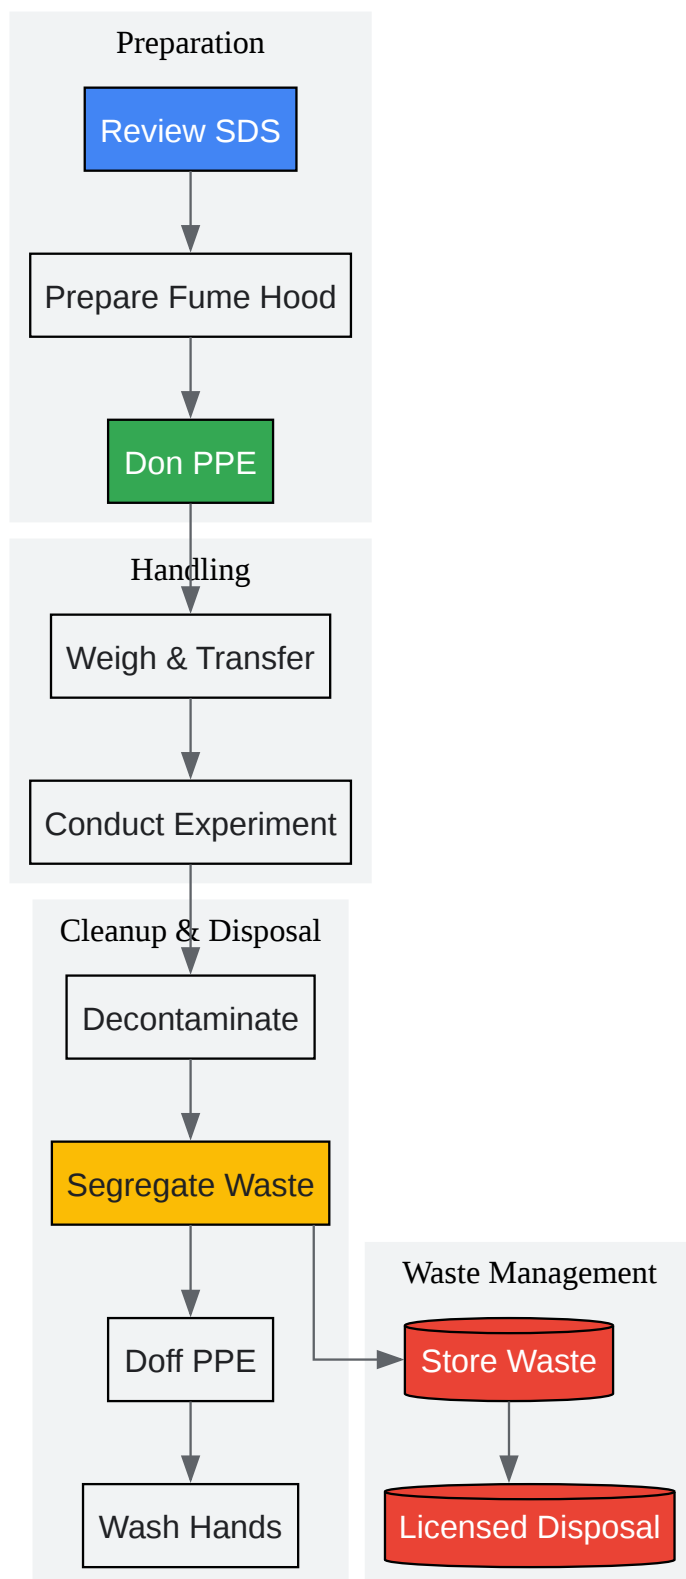 Preparation
Review SDS
Prepare Fume Hood
Don PPE
Handling
Weigh & Transfer
Conduct Experiment
Cleanup & Disposal
Decontaminate
Segregate Waste
Doff PPE
Wash Hands
Waste Management
Store Waste
Licensed Disposal